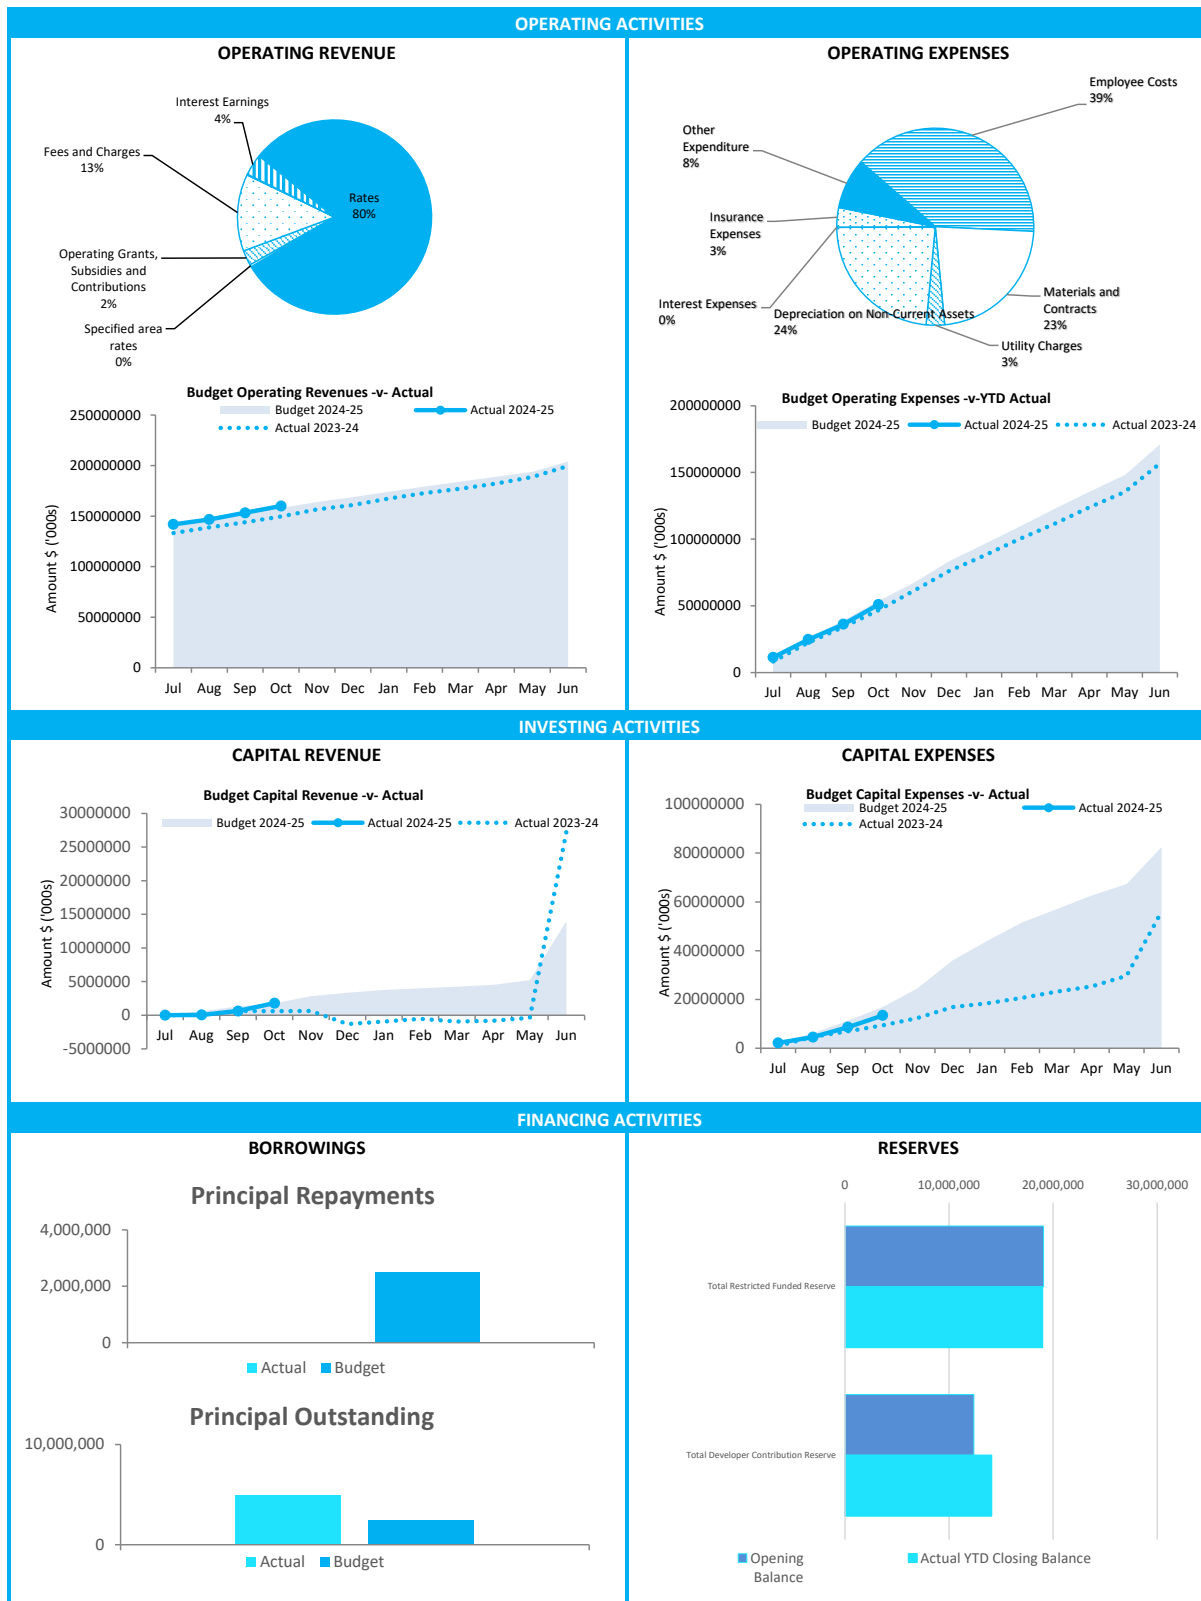 OPERATING ACTIVITIES
OPERATING REVENUE
Interest Earnings
4%
Fees and Charges
13%
Rates
80%
Operating Grants,
Subsidies and
Contributions
2%
Specified area
rates
0%
OPERATING EXPENSES
Employee Costs
39%
Other
Expenditure
8%
Insurance
Expenses
3%
Interest Expenses
0%
Depreciation on Non-Current Assets
24%
Materials and
Contracts
23%
Utility Charges
3%
Budget Operating Revenues -v- Actual
Budget 2024-25
Actual 2024-25
Actual 2023-24
Amount $ ('000s)
250000000
200000000
150000000
100000000
50000000
0
Jul Aug Sep Oct Nov Dec Jan Feb Mar Apr May Jun
Budget Operating Expenses -v-YTD Actual
Budget 2024-25
Actual 2024-25
Actual 2023-24
Amount $ ('000s)
200000000
150000000
100000000
50000000
0
Jul Aug Sep Oct Nov Dec Jan Feb Mar Apr May Jun
INVESTING ACTIVITIES
CAPITAL REVENUE
Budget Capital Revenue -v- Actual
Budget 2024-25
Actual 2024-25
Actual 2023-24
Amount $ ('000s)
30000000
25000000
20000000
15000000
10000000
5000000
0
-5000000
Jul Aug Sep Oct Nov Dec Jan Feb Mar Apr May Jun
CAPITAL EXPENSES
Budget Capital Expenses -v- Actual
Budget 2024-25
Actual 2024-25
Actual 2023-24
Amount $ ('000s)
100000000
80000000
60000000
40000000
20000000
0
Jul Aug Sep Oct Nov Dec Jan Feb Mar Apr May Jun
FINANCING ACTIVITIES
BORROWINGS
Principal Repayments
4,000,000
2,000,000
0
Actual
Budget
Principal Outstanding
10,000,000
0
Actual
Budget
RESERVES
0 10,000,000 20,000,000 30,000,000
Total Restricted Funded Reserve
Total Developer Contribution Reserve
Opening
Balance
Actual YTD Closing Balance